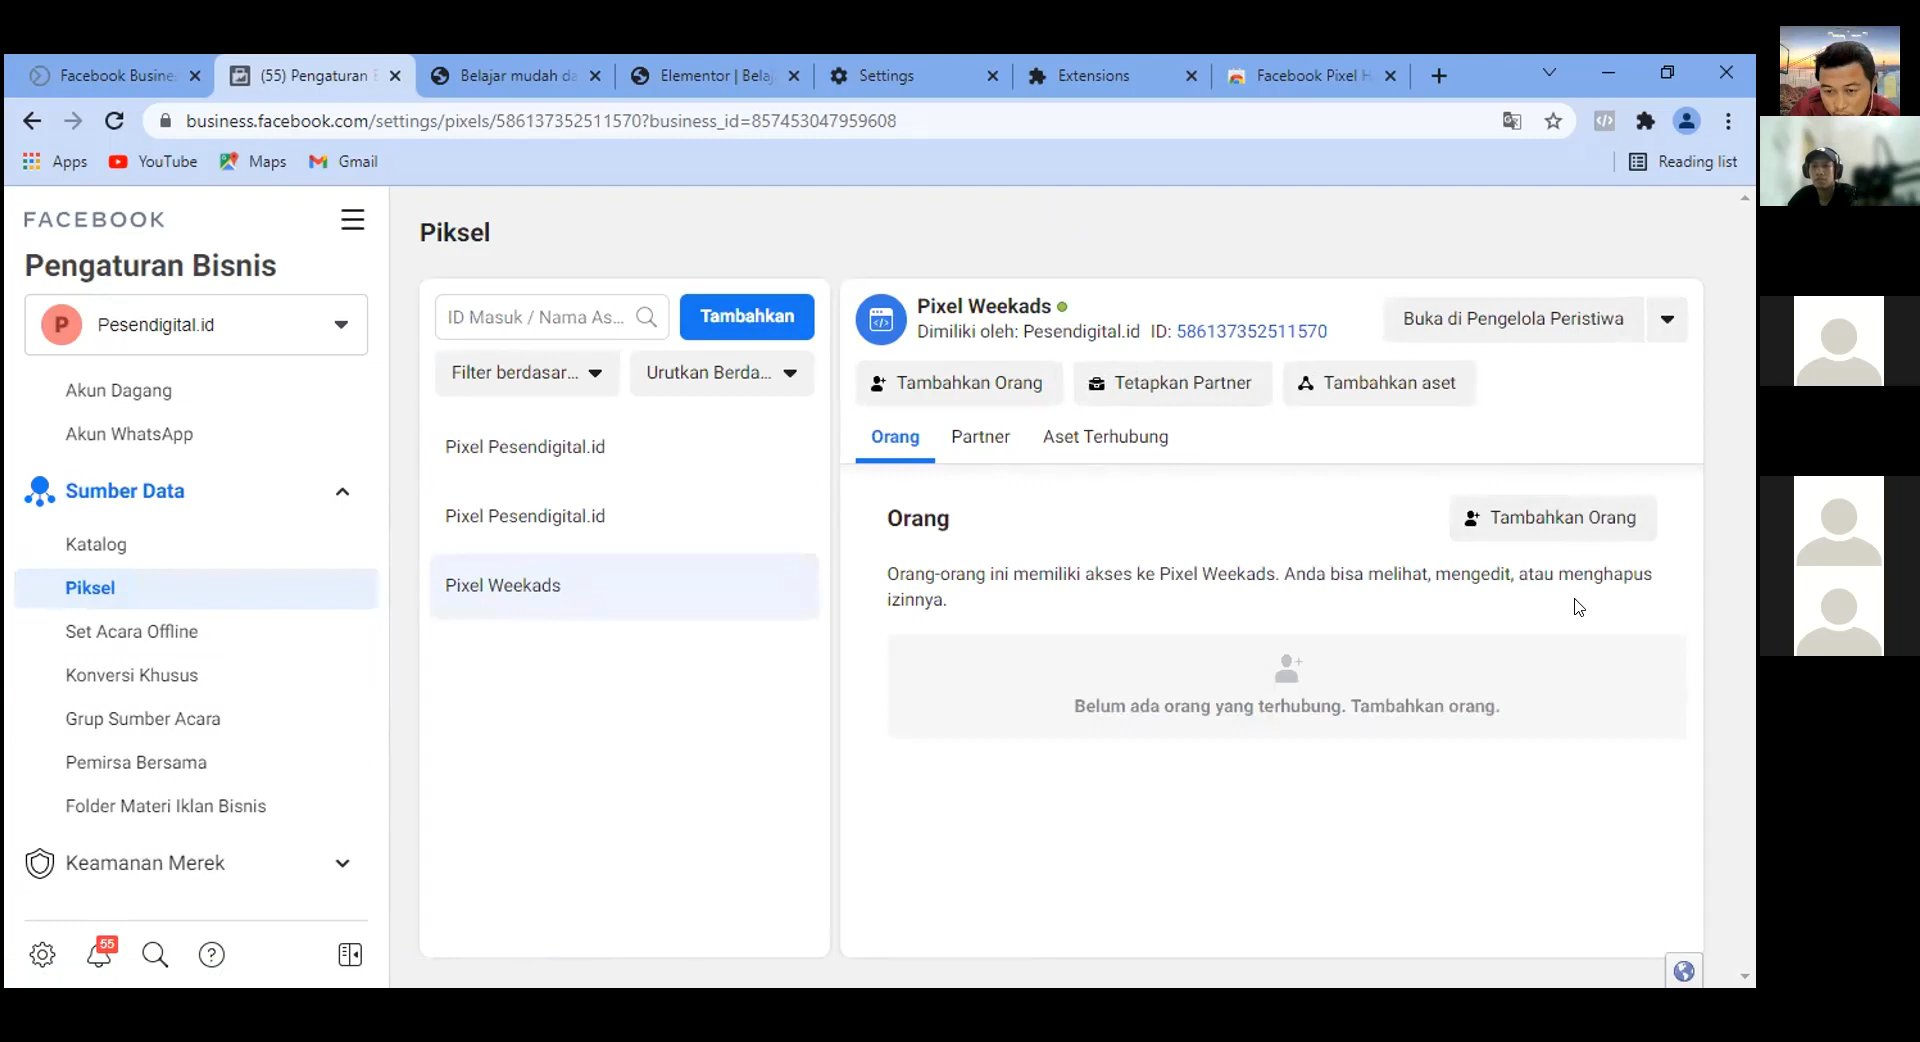 Facebook Busine
(55) Pengaturan
Belajar mudah da
Elementor | Bela
Settings
Extensions
Facebook Pixel H
business.facebook.com/settings/pixels/586137352511570?business_id=857453047959608
Apps
YouTube
Maps
Gmail
Reading list
FACEBOOK
Pengaturan Bisnis
P
Pesendigital.id
Akun Dagang
Akun WhatsApp
Sumber Data
Katalog
Piksel
Set Acara Offline
Konversi Khusus
Grup Sumber Acara
Pemirsa Bersama
Folder Materi Iklan Bisnis
Keamanan Merek
55
Piksel
ID Masuk / Nama As...
Tambahkan
Filter berdasar...
Urutkan Berda...
Pixel Pesendigital.id
Pixel Pesendigital.id
Pixel Weekads
Pixel Weekads
Dimiliki oleh: Pesendigital.id ID: 586137352511570
Buka di Pengelola Peristiwa
Tambahkan Orang
Tetapkan Partner
Tambahkan aset
Orang
Partner
Aset Terhubung
Orang
Tambahkan Orang
Orang-orang ini memiliki akses ke Pixel Weekads. Anda bisa melihat, mengedit, atau menghapus
izinnya.
Belum ada orang yang terhubung. Tambahkan orang.